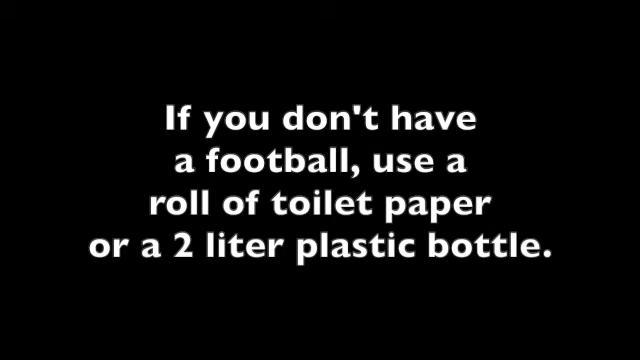 If you don't have
a football, use a
roll of toilet paper
or a 2 liter plastic bottle.